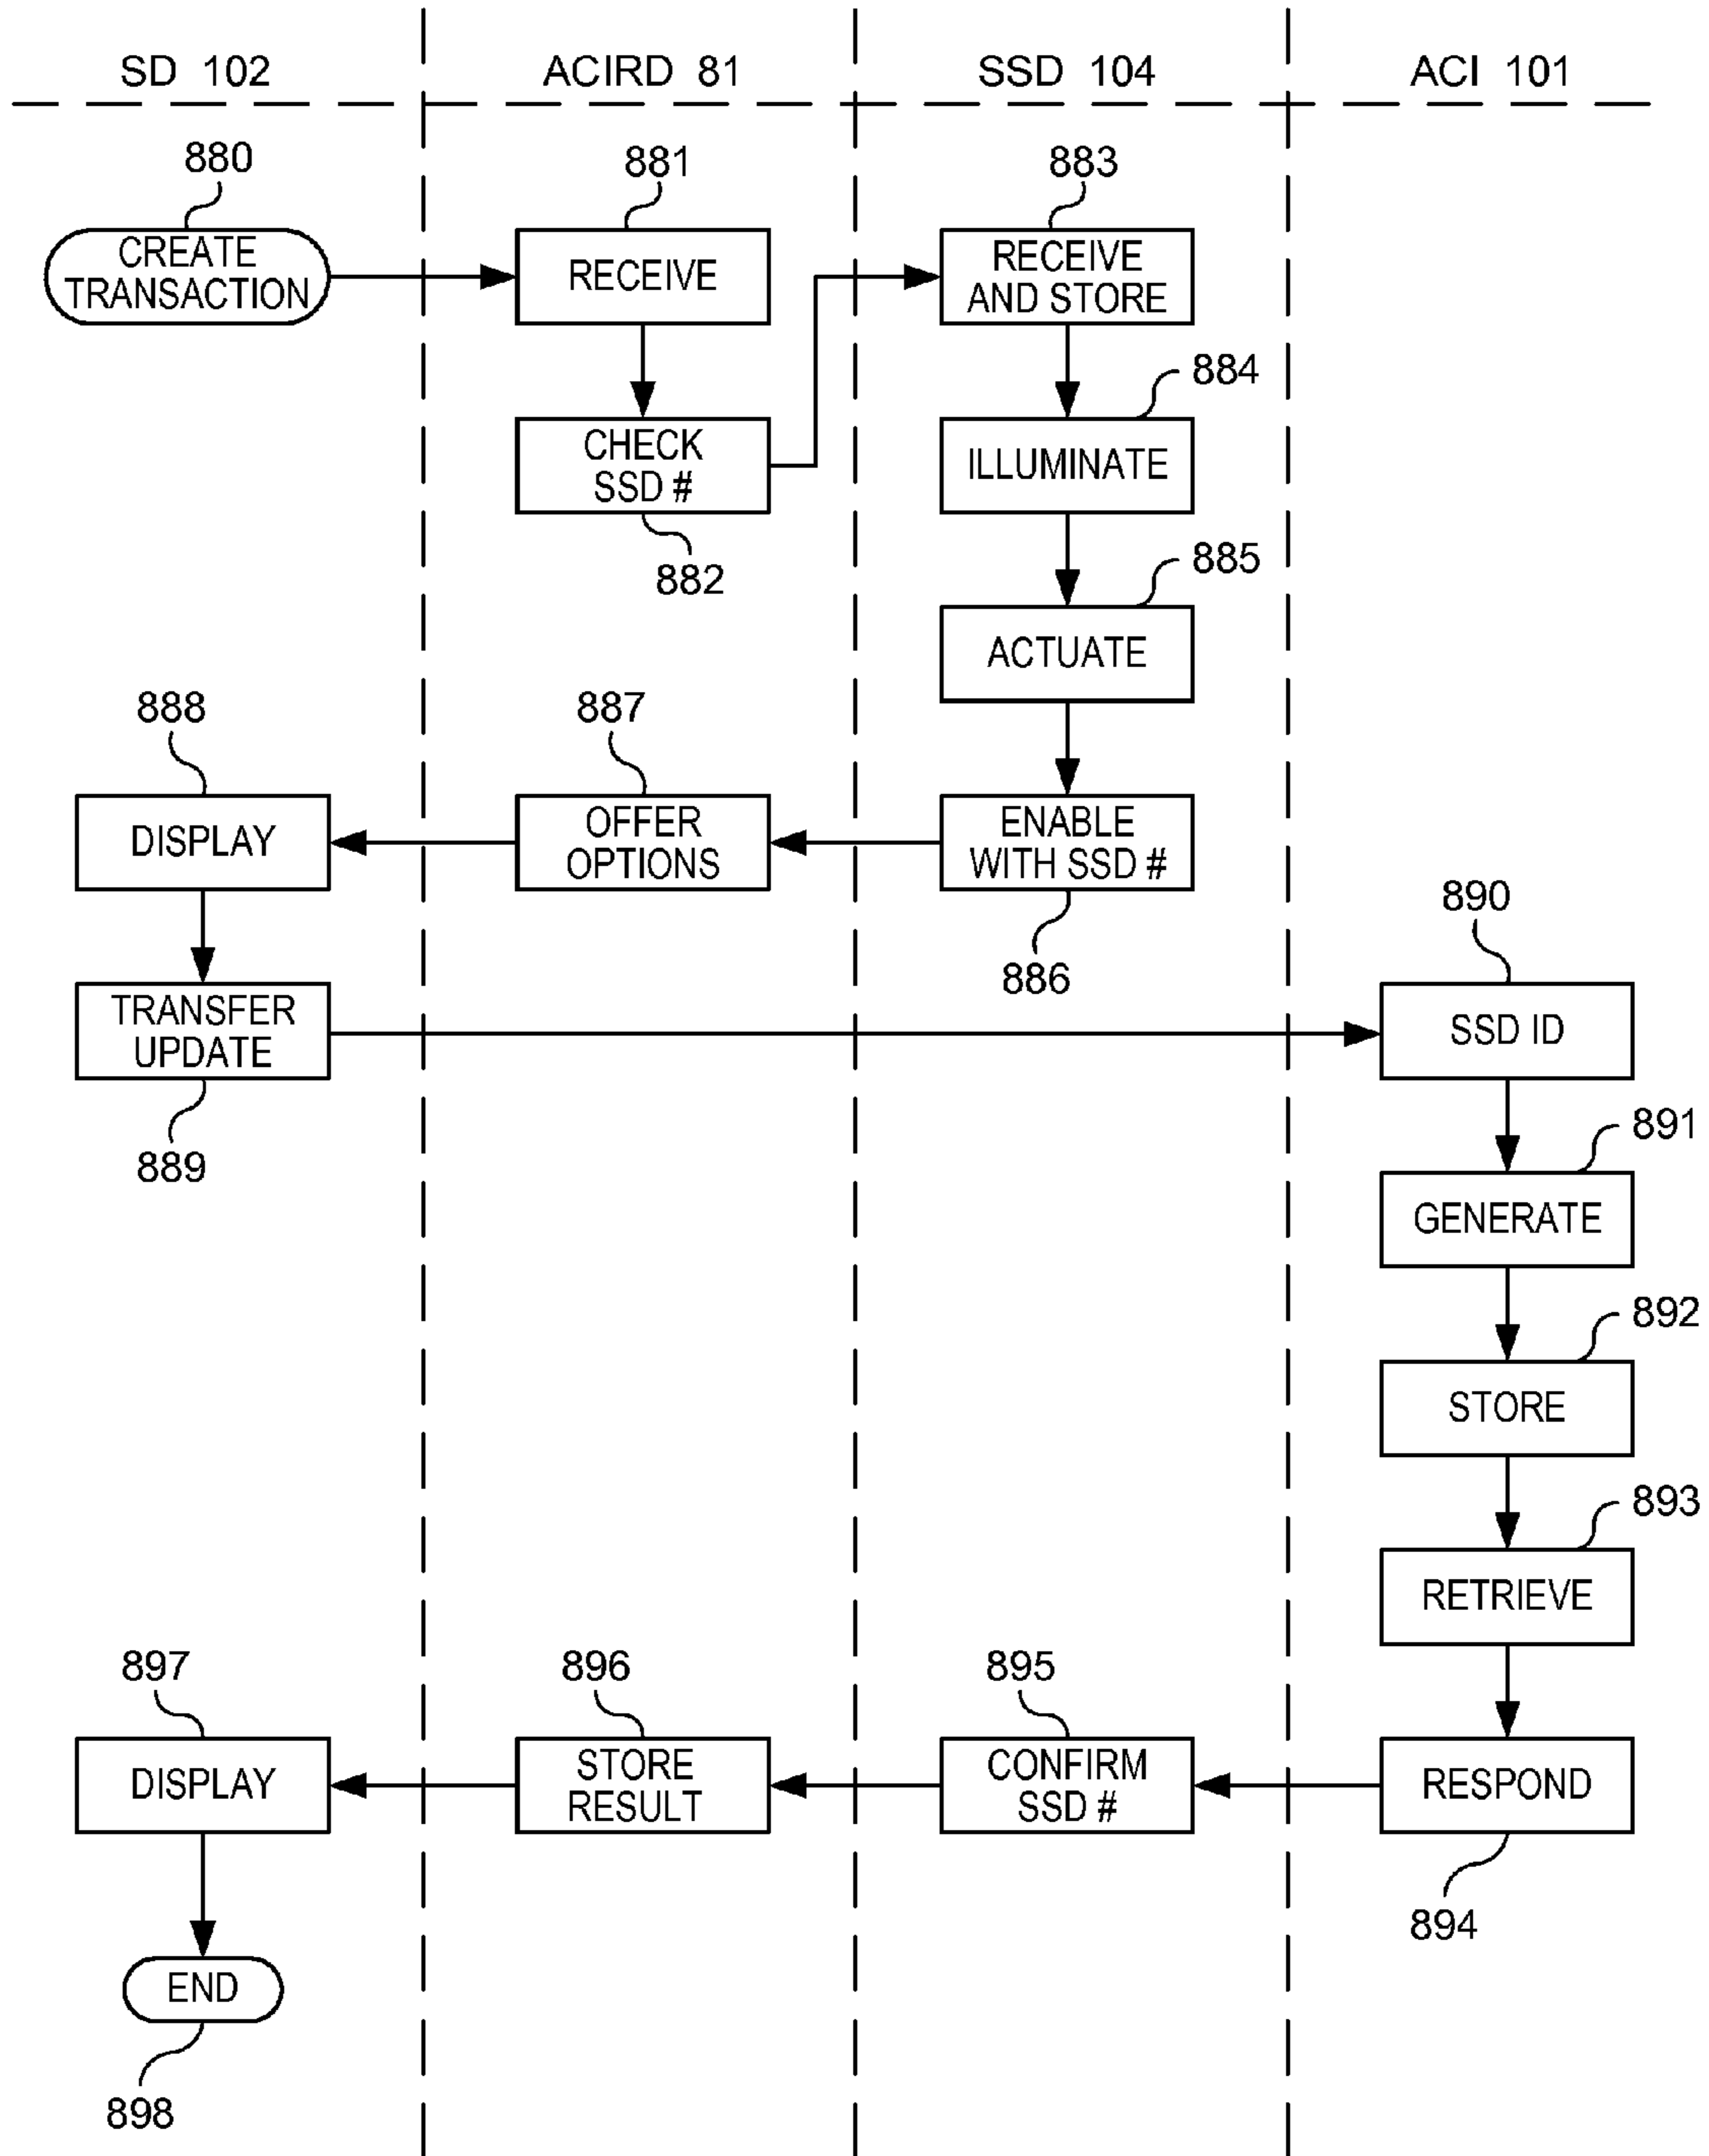 SD 102
ACIRD 81
SSD 104
ACI 101
880
881
883
CREATE
TRANSACTION
RECEIVE
RECEIVE
AND STORE
884
CHECK
SSD #
ILLUMINATE
882
885
ACTUATE
888
887
DISPLAY
OFFER
OPTIONS
ENABLE
WITH SSD #
886
890
TRANSFER
UPDATE
SSD ID
889
891
GENERATE
892
STORE
893
RETRIEVE
897
896
895
DISPLAY
STORE
RESULT
CONFIRM
SSD #
RESPOND
894
END
898